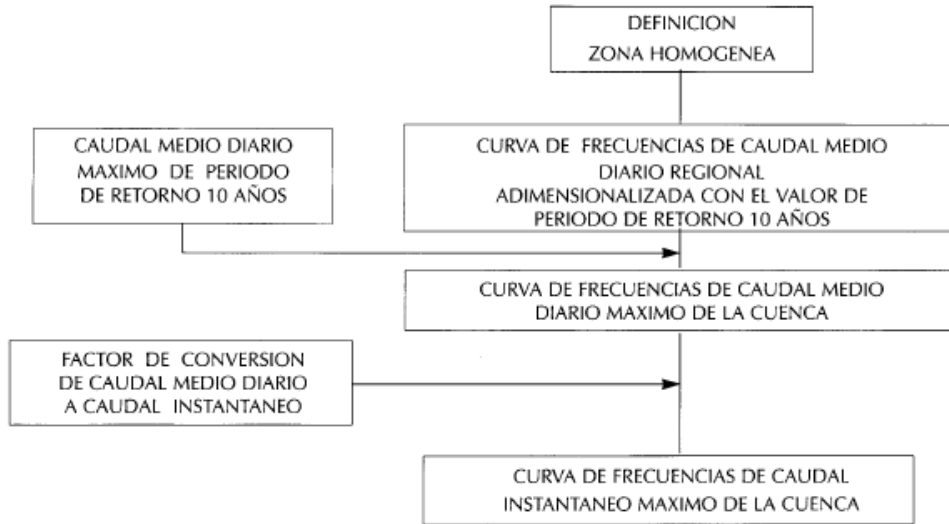 DEFINICION
ZONA HOMOGENEA
CAUDAL MEDIO DIARIO
MAXIMO DE PERIODO
DE RETORNO 10 AÑOS
CURVA DE FRECUENCIAS DE CAUDAL MEDIO
DIARIO REGIONAL
ADIMENSIONALIZADA CON EL VALOR DE
PERIODO DE RETORNO 10 AÑOS
CURVA DE FRECUENCIAS DE CAUDAL MEDIO
DIARIO MAXIMO DE LA CUENCA
FACTOR DE CONVERSION
DE CAUDAL MEDIO DIARIO
A CAUDAL INSTANTANEO
CURVA DE FRECUENCIAS DE CAUDAL
INSTANTANEO MAXIMO DE LA CUENCA